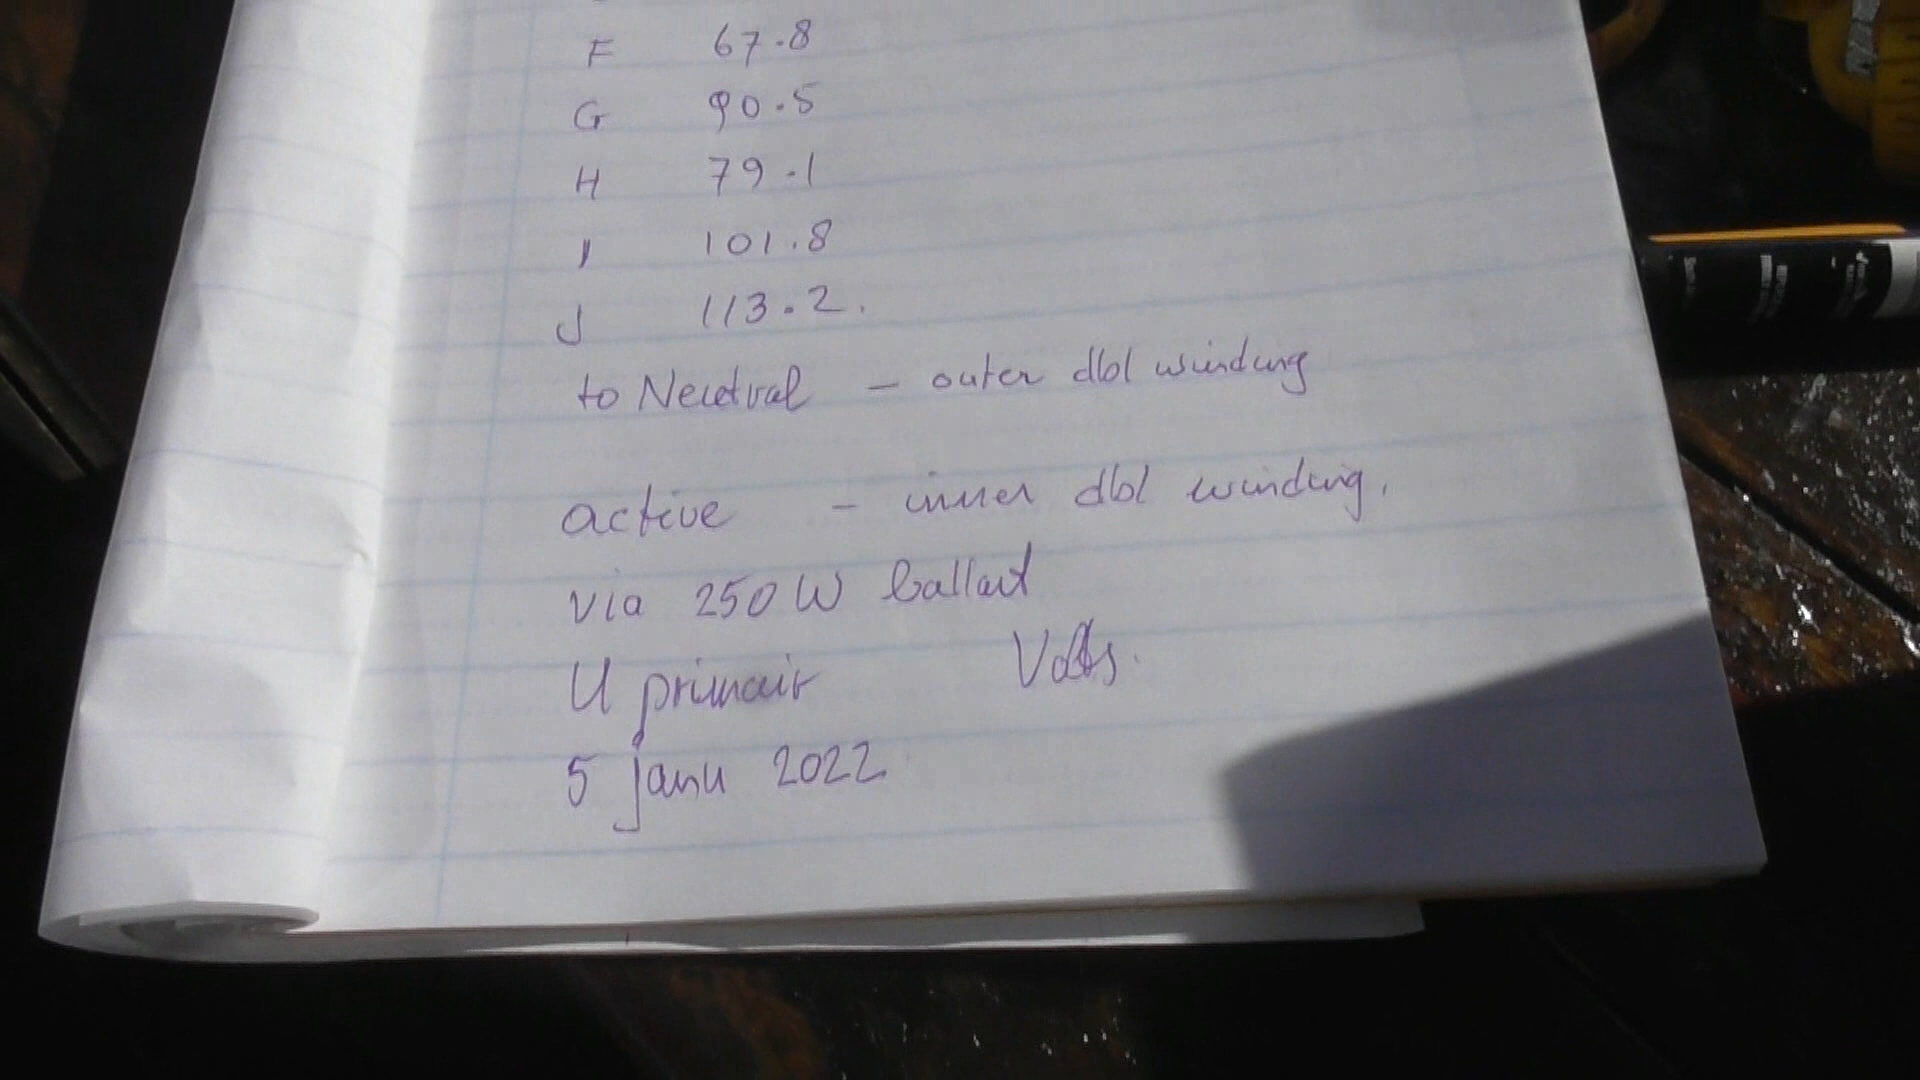 F 67.8
G 90.5
H 79.1
I 101.8
J 113.2.
to Neutral - outer dbl winding
active - inner dbl winding.
via 250W ballast
U primair Volts.
5 janu 2022